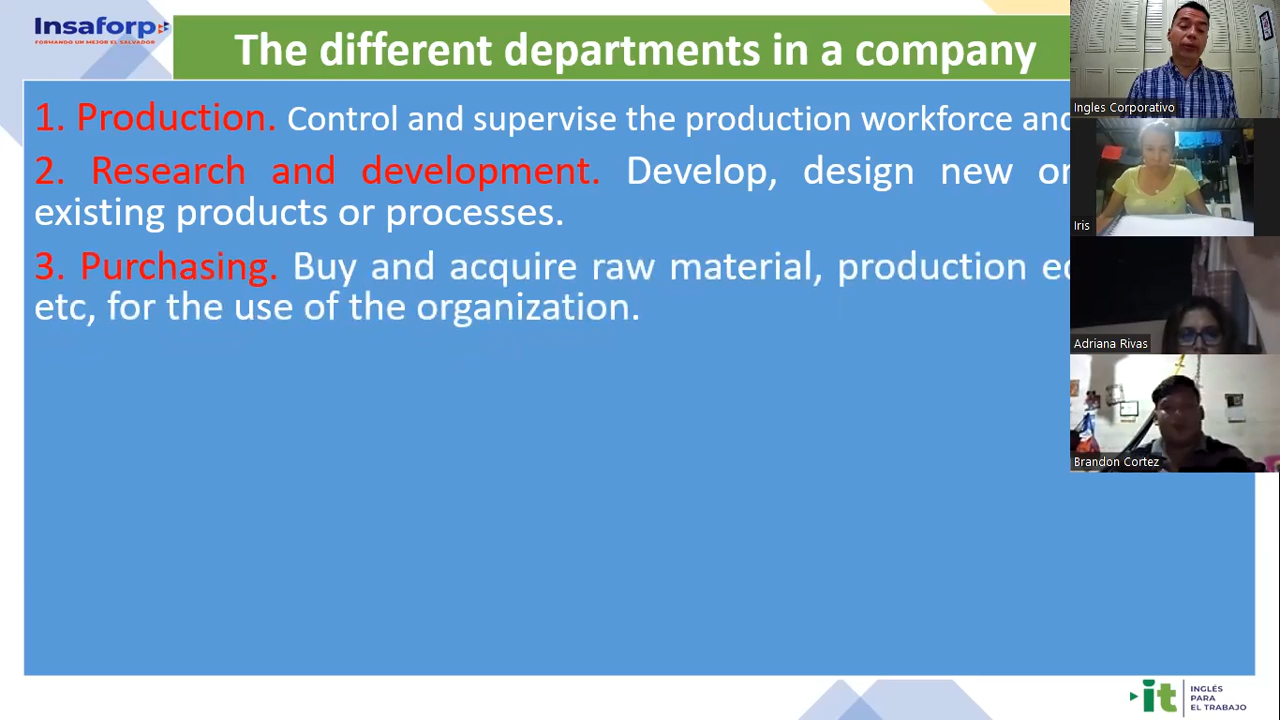 Insaforp
FORMANDO UN MEJOR EL SALVADOR
The different departments in a company
1. Production. Control and supervise the production workforce and
2. Research and development. Develop, design new or
existing products or processes.
3. Purchasing. Buy and acquire raw material, production
etc, for the use of the organization.
Ingles Corporativo
Iris
Adriana Rivas
Brandon Cortez
it
INGLÉS
PARA
EL TRABAJO